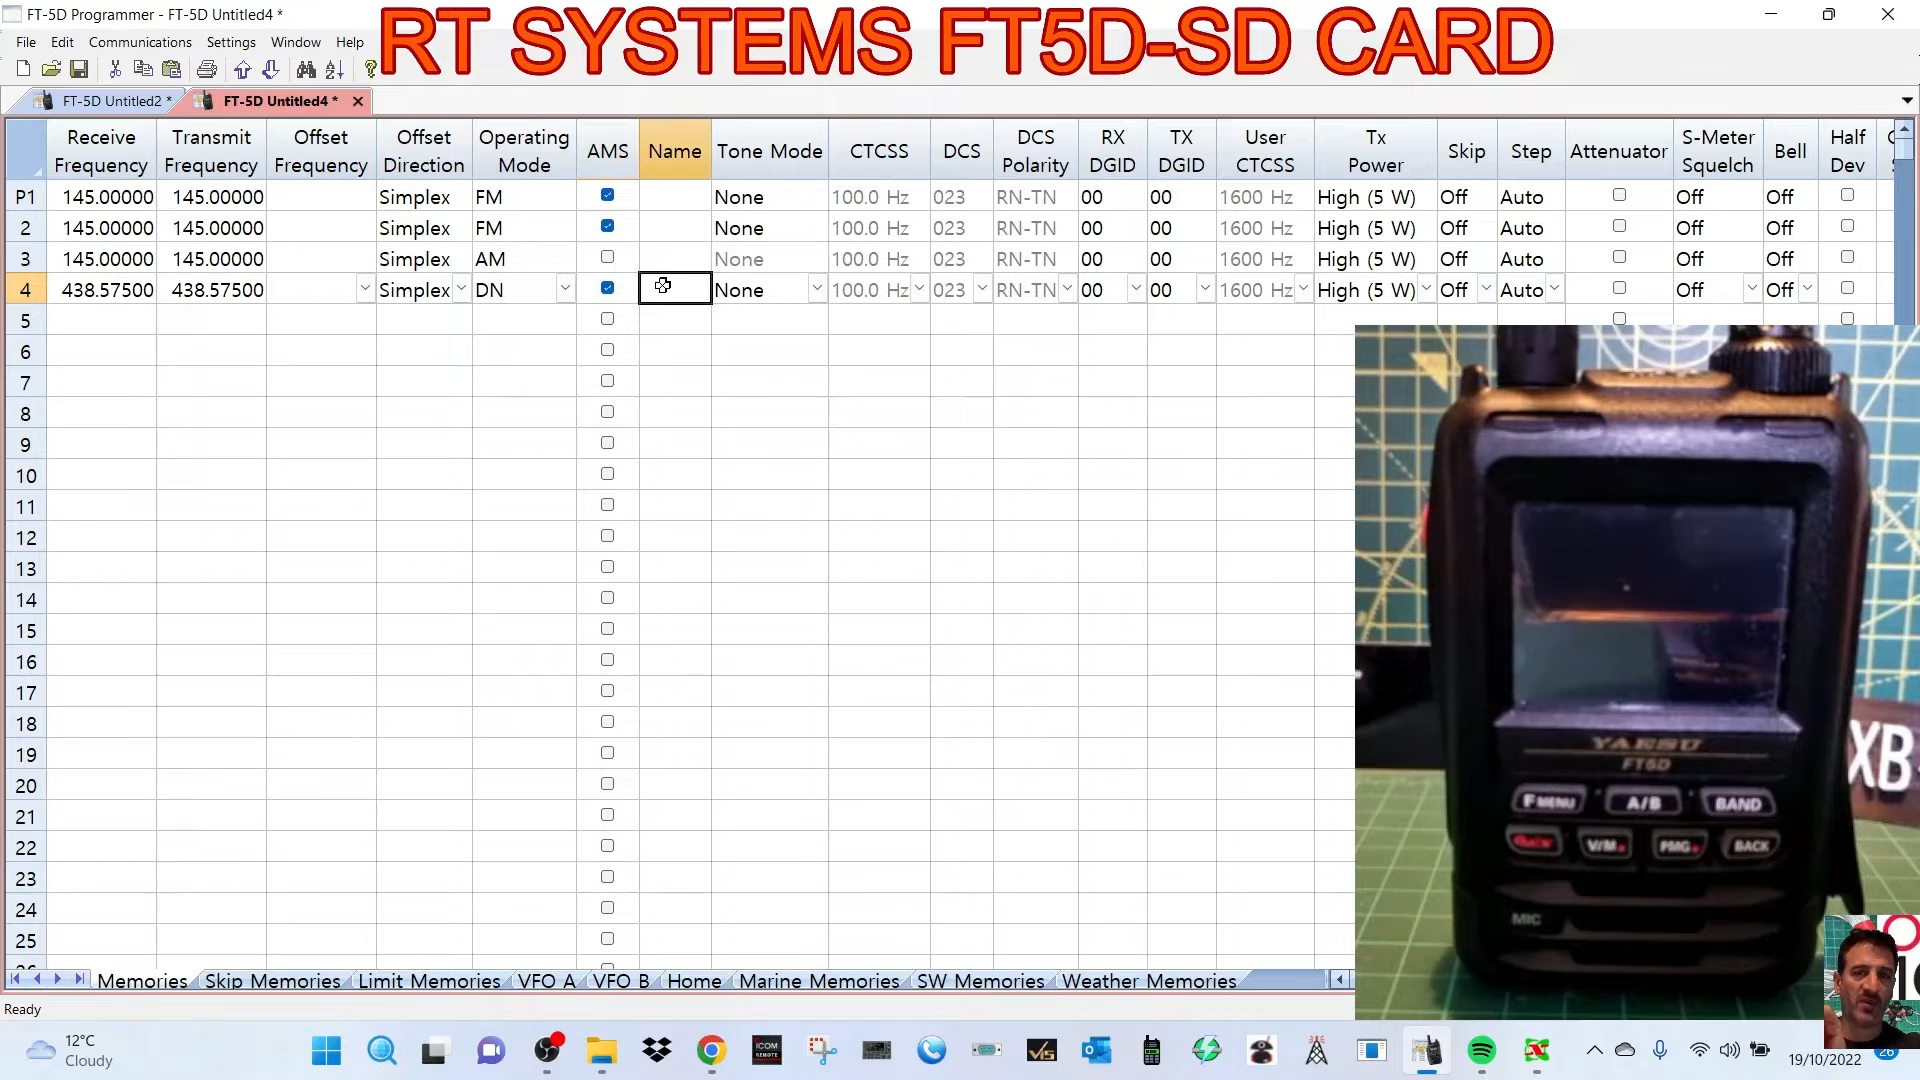 FT-5D Programmer - FT-5D Untitled4 *
RT SYSTEMS FT5D-SD CARD
File Edit Communications Settings Window Help
FT-5D Untitled2 * FT-5D Untitled4 *
Receive Frequency Transmit Frequency Offset Frequency Offset Direction Operating Mode AMS Name Tone Mode CTCSS DCS DCS Polarity RX DGID TX DGID User CTCSS Tx Power Skip Step Attenuator S-Meter Squelch Bell Half Dev
P1 145.00000 145.00000 Simplex FM None 100.0 Hz 023 RN-TN 00 00 1600 Hz High (5 W) Off Auto Off Off
2 145.00000 145.00000 Simplex FM None 100.0 Hz 023 RN-TN 00 00 1600 Hz High (5 W) Off Auto Off Off
3 145.00000 145.00000 Simplex AM None 100.0 Hz 023 RN-TN 00 00 1600 Hz High (5 W) Off Auto Off Off
4 438.57500 438.57500 Simplex DN None 100.0 Hz 023 RN-TN 00 00 1600 Hz High (5 W) Off Auto Off Off
5
6
7
8
9
10
11
12
13
14
15
16
17
18
19
20
21
22
23
24
25
YAESU
FT5D
F MENU A/B BAND
V/M PMG BACK
MIC
XB
Memories Skip Memories Limit Memories VFO A VFO B Home Marine Memories SW Memories Weather Memories
Ready
12°C
Cloudy
ICOM
REMOTE
19/10/2022
26